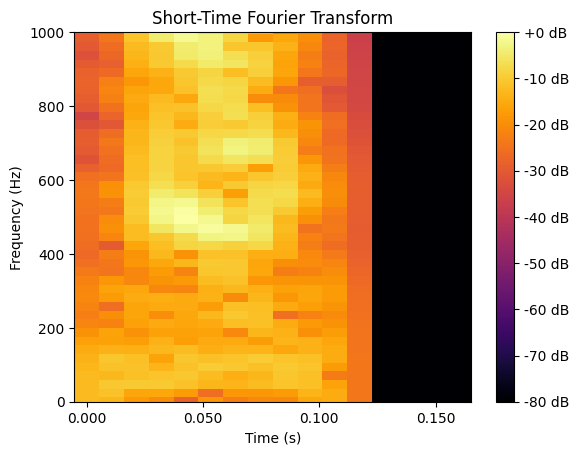 Short-Time Fourier Transform
Frequency (Hz)
1000
800
600
400
200
0
0.000
0.050
0.100
0.150
Time (s)
+0 dB
-10 dB
-20 dB
-30 dB
-40 dB
-50 dB
-60 dB
-70 dB
-80 dB